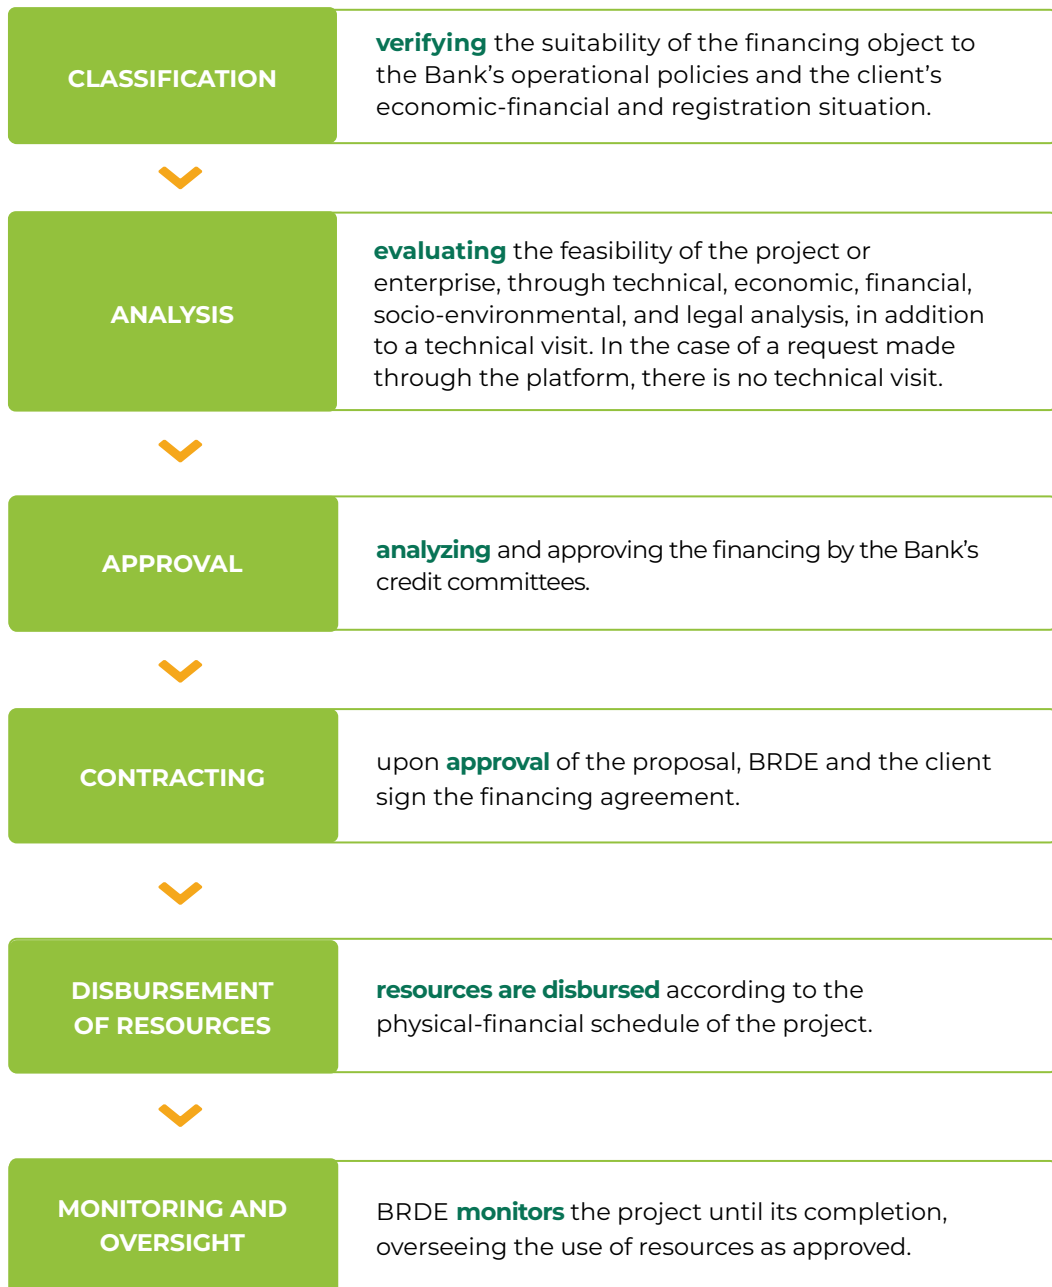 CLASSIFICATION
verifying the suitability of the financing object to
the Bank’s operational policies and the client’s
economic-financial and registration situation.
ANALYSIS
evaluating the feasibility of the project or
enterprise, through technical, economic, financial,
socio-environmental, and legal analysis, in addition
to a technical visit. In the case of a request made
through the platform, there is no technical visit.
APPROVAL
analyzing and approving the financing by the Bank’s
credit committees.
CONTRACTING
upon approval of the proposal, BRDE and the client
sign the financing agreement.
DISBURSEMENT
OF RESOURCES
resources are disbursed according to the
physical-financial schedule of the project.
MONITORING AND
OVERSIGHT
BRDE monitors the project until its completion,
overseeing the use of resources as approved.